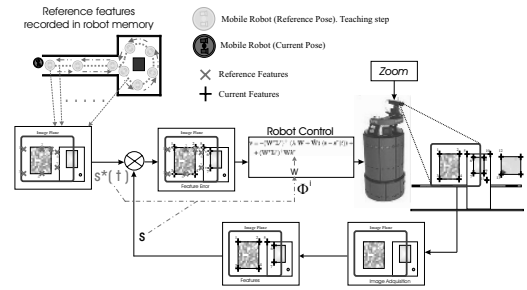 Reference features
recorded in robot memory
Mobile Robot (Reference Pose). Teaching step
Mobile Robot (Current Pose)
Reference Features
Current Features
Zoom
Image Plane
Image Plane
Robot Control
s*(t)
Feature Error
W
Φ i
s
Image Plane
Features
Image Plane
Image Adquisition